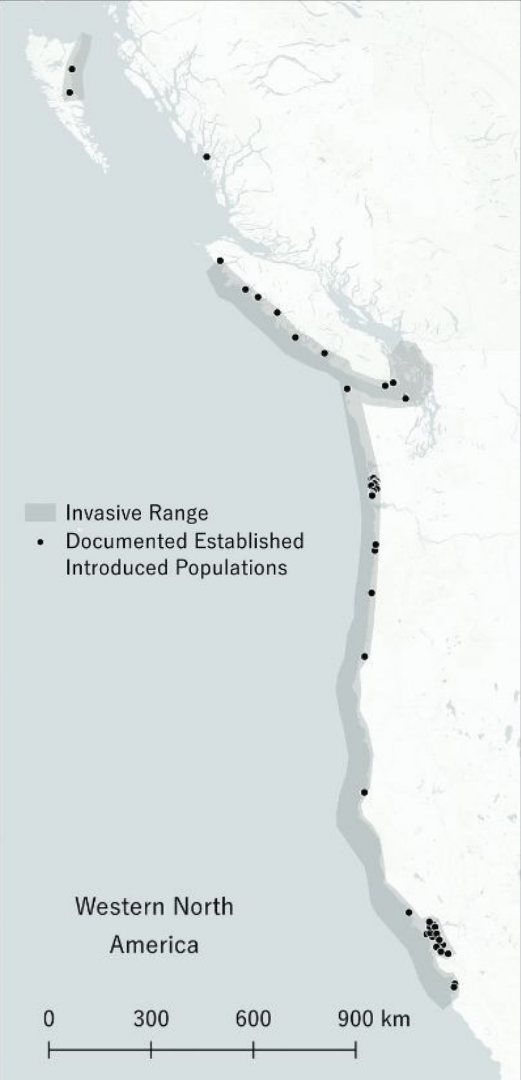 Invasive Range
Documented Established
Introduced Populations
Western North
America
0 300 600 900 km